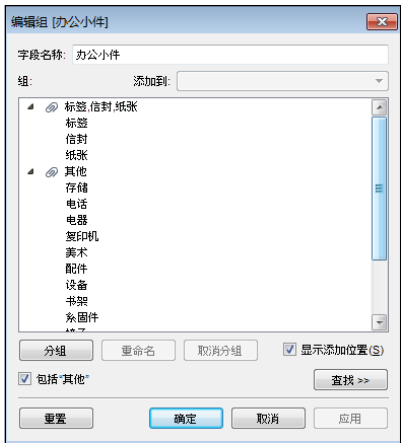 编辑组 [办公小件]
字段名称: 办公小件
组: 添加到:
标签,信封,纸张
标签
信封
纸张
其他
存储
电话
电器
复印机
美术
配件
设备
书架
系固件
分组 重命名 取消分组 显示添加位置(S)
包括"其他" 查找 >>
重置 确定 取消 应用